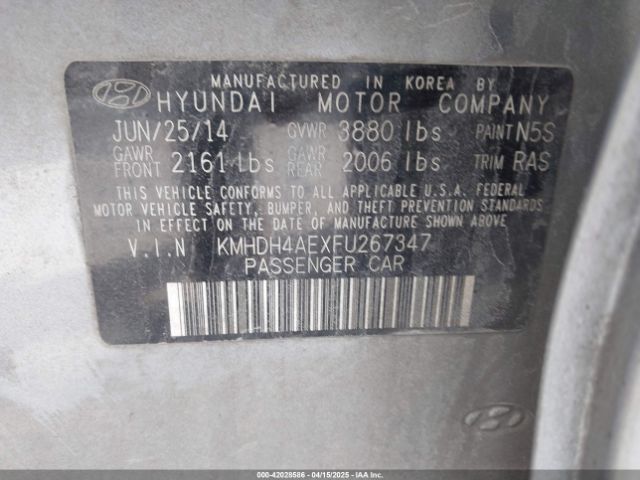 MANUFACTURED IN KOREA BY
HYUNDAI MOTOR COMPANY
JUN/25/14 GVWR 3880 lbs PAINT N5S
GAWR FRONT 2161 lbs GAWR REAR 2006 lbs TRIM RAS
THIS VEHICLE CONFORMS TO ALL APPLICABLE U.S.A. FEDERAL
MOTOR VEHICLE SAFETY, BUMPER, AND THEFT PREVENTION STANDARDS
IN EFFECT ON THE DATE OF MANUFACTURE SHOWN ABOVE
V.I.N KMHDH4AEXFU267347
PASSENGER CAR
000-42028586 - 04/15/2025 - IAAI.COM